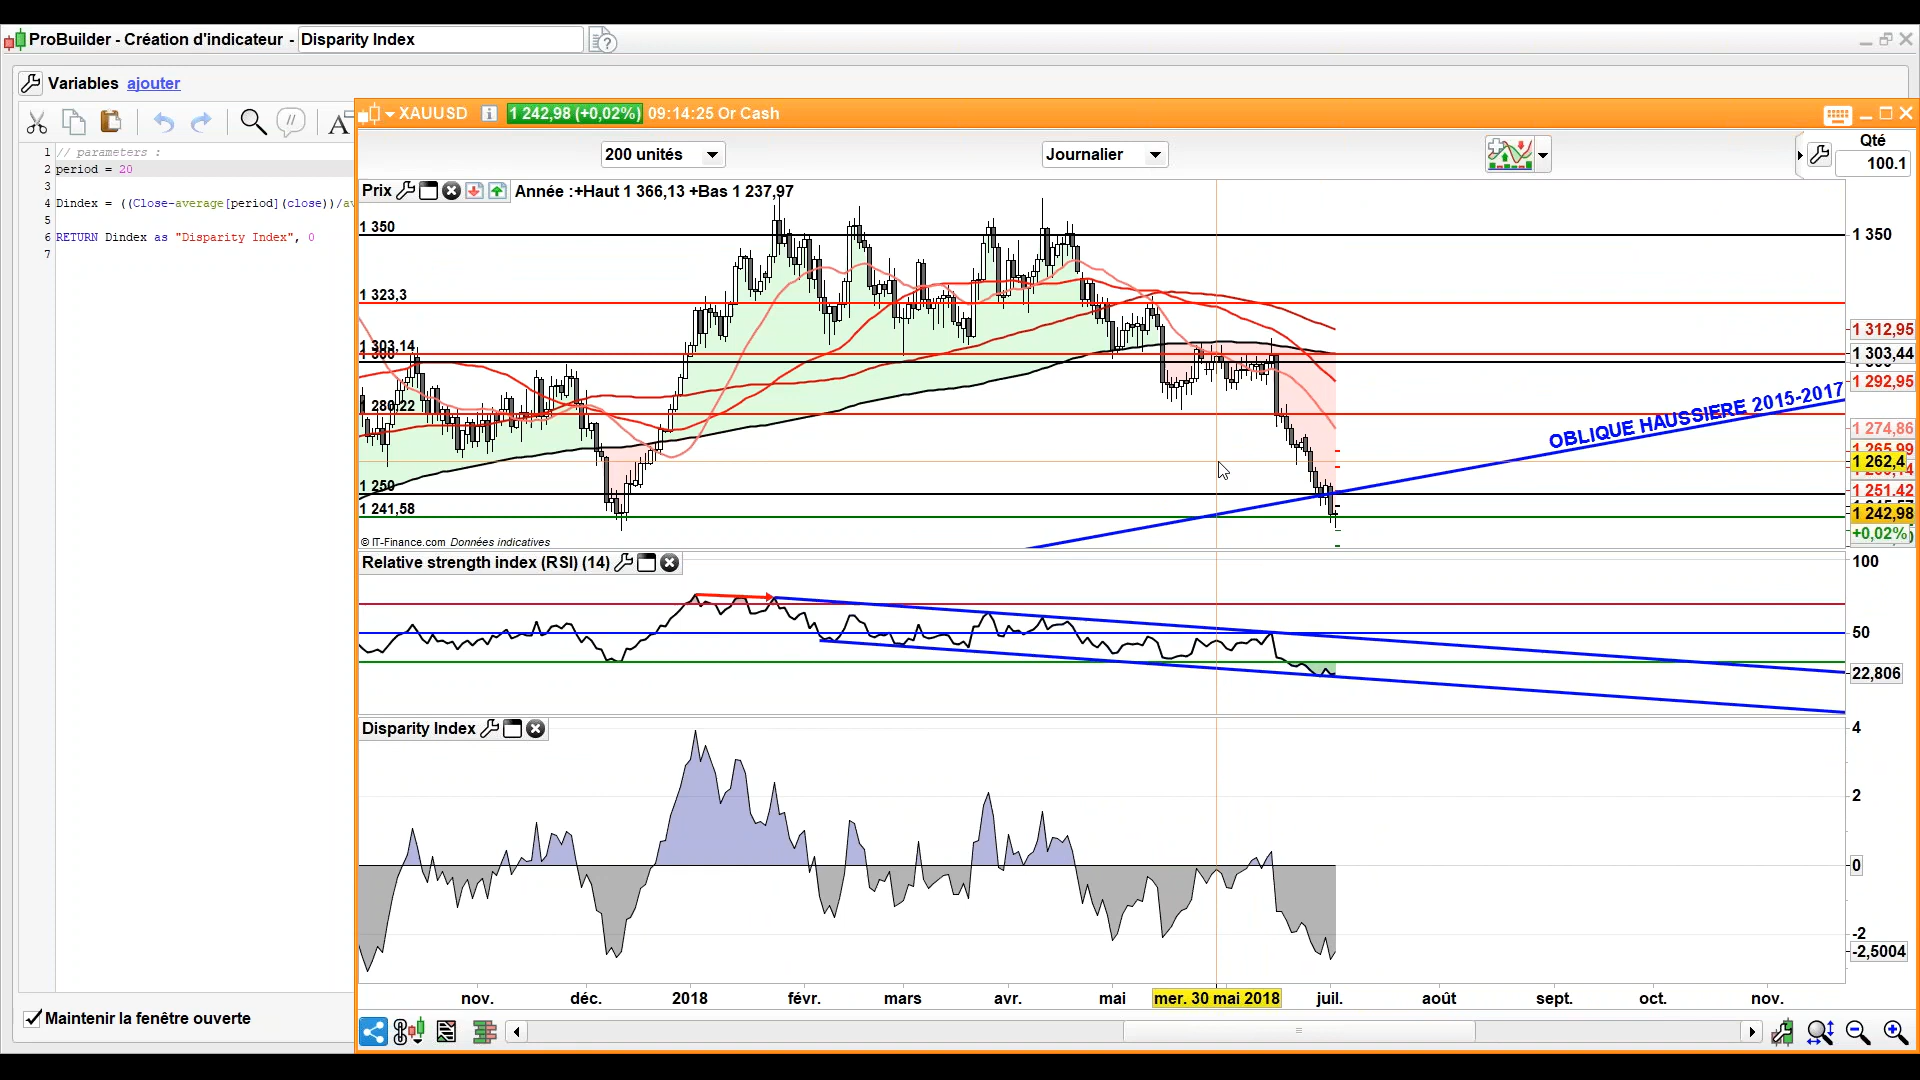 ProBuilder - Création d'indicateur - Disparity Index
Variables ajouter
XAUUSD 1 242,98 (+0,02%) 09:14:25 Or Cash
1 // parameters :
2 period = 20
3
4 Dindex = ((Close-average[period](close))/av
5
6 RETURN Dindex as "Disparity Index", 0
7
200 unités
Journalier
Qté
100.1
Prix Année :+Haut 1 366,13 +Bas 1 237,97
1 350
1 323,3
1 303,14
1 280,22
1 250
1 241,58
OBLIQUE HAUSSIERE 2015-2017
© IT-Finance.com Données indicatives
1 350
1 312,95
1 303,44
1 292,95
1 274,86
1 262,4
1 251,42
1 242,98
+0,02%
Relative strength index (RSI) (14)
100
50
22,806
Disparity Index
4
2
0
-2
-2,5004
nov. déc. 2018 févr. mars avr. mai mer. 30 mai 2018 juil. août sept. oct. nov.
Maintenir la fenêtre ouverte